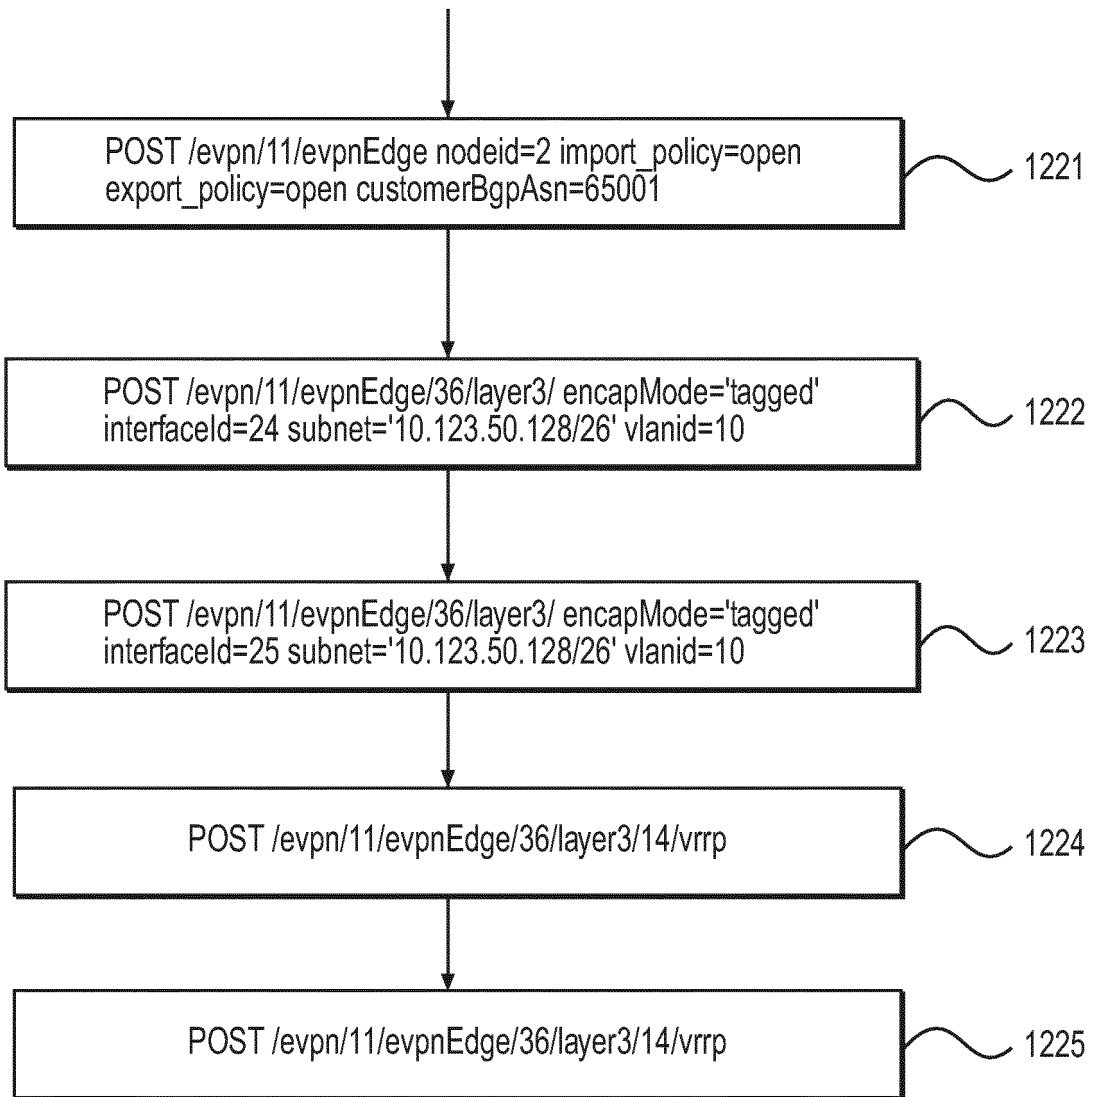 POST /evpn/11/evpnEdge nodeid=2 import_policy=open
export_policy=open customerBgpAsn=65001
1221
POST /evpn/11/evpnEdge/36/layer3/ encapMode='tagged'
interfaceId=24 subnet='10.123.50.128/26' vlanid=10
1222
POST /evpn/11/evpnEdge/36/layer3/ encapMode='tagged'
interfaceId=25 subnet='10.123.50.128/26' vlanid=10
1223
POST /evpn/11/evpnEdge/36/layer3/14/vrrp
1224
POST /evpn/11/evpnEdge/36/layer3/14/vrrp
1225